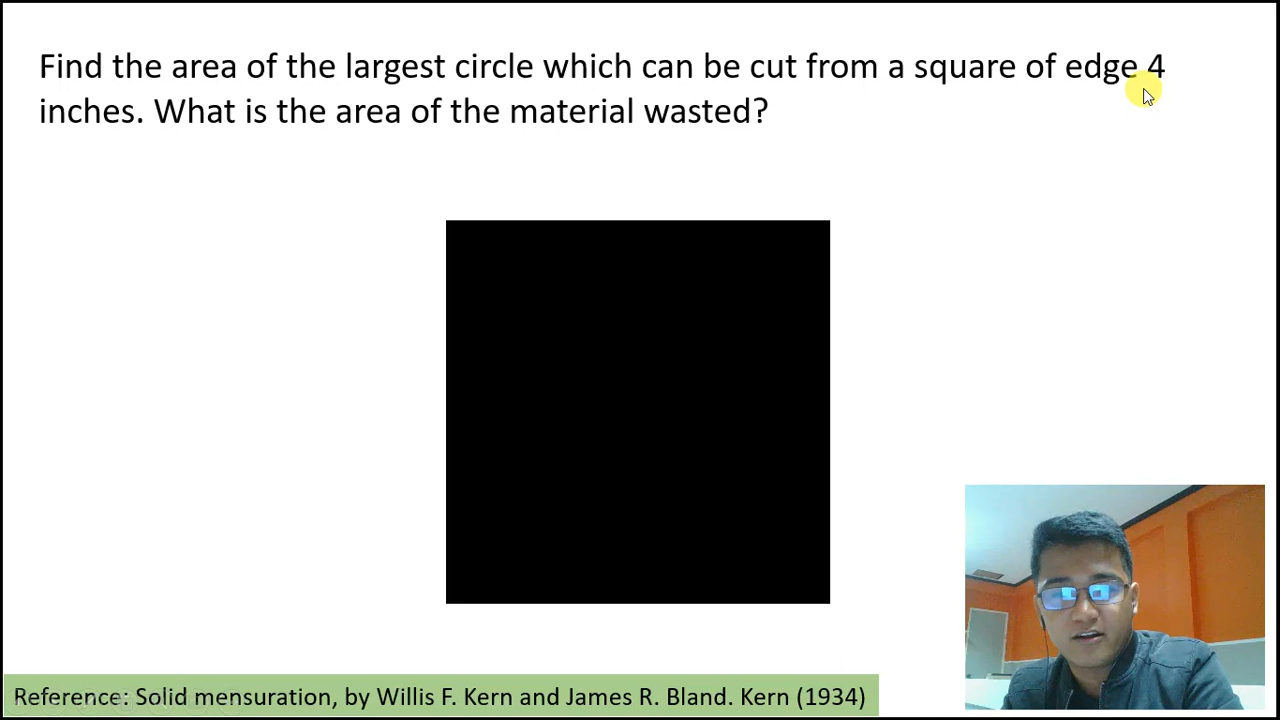 Find the area of the largest circle which can be cut from a square of edge 4
inches. What is the area of the material wasted?
Reference: Solid mensuration, by Willis F. Kern and James R. Bland. Kern (1934)